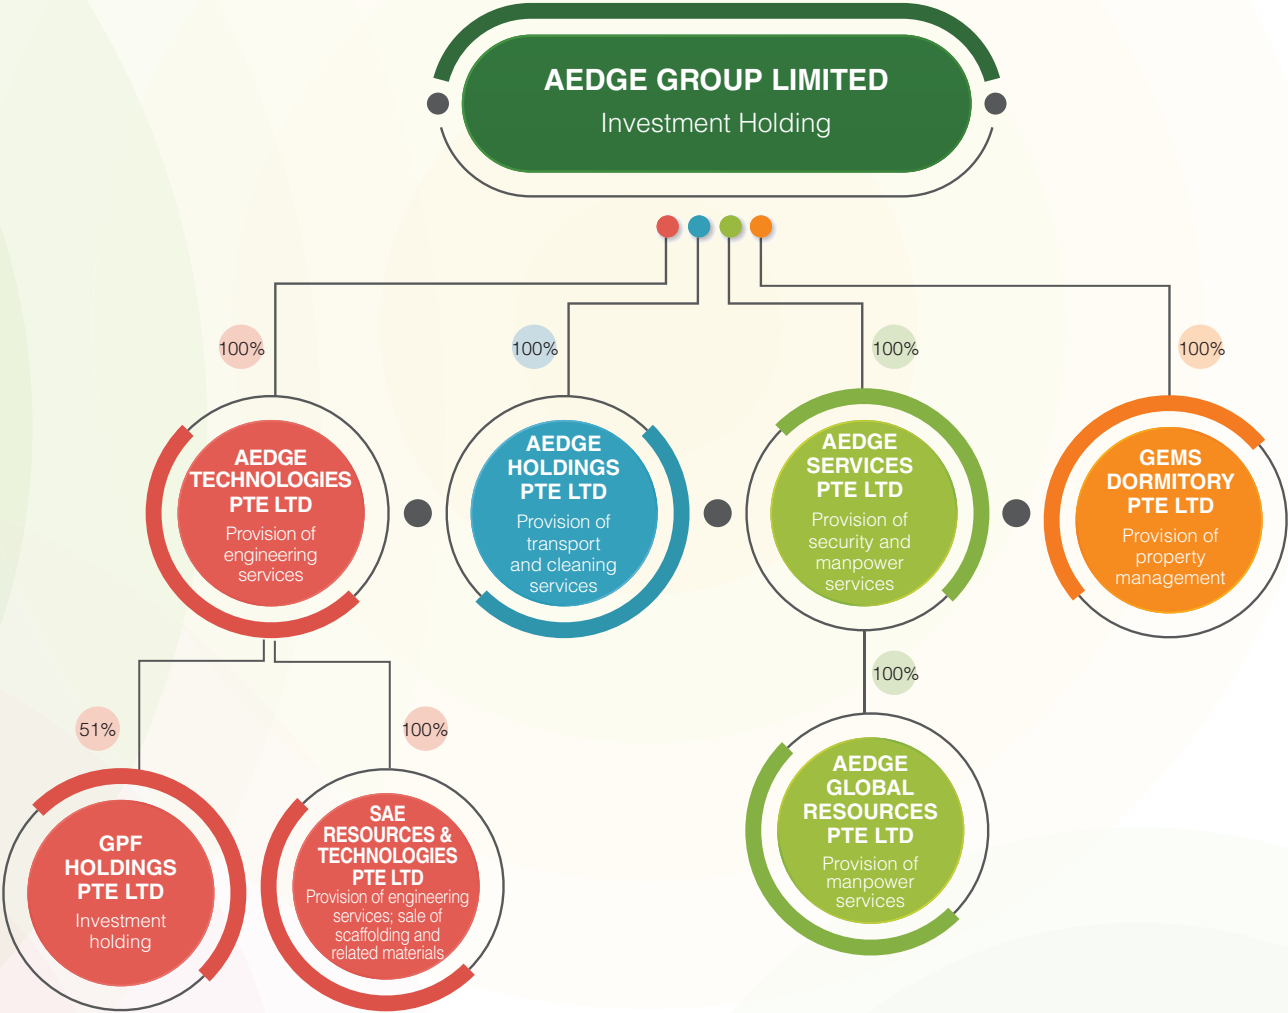 AEDGE GROUP LIMITED
Investment Holding
100%
100%
100%
100%
AEDGE
TECHNOLOGIES
PTE LTD
Provision of
engineering
services
AEDGE
HOLDINGS
PTE LTD
Provision of
transport
and cleaning
services
AEDGE
SERVICES
PTE LTD
Provision of
security and
manpower
services
GEMS
DORMITORY
PTE LTD
Provision of
property
management
51%
100%
100%
GPF
HOLDINGS
PTE LTD
Investment
holding
SAE
RESOURCES &
TECHNOLOGIES
PTE LTD
Provision of engineering
services; sale of
scaffolding and
related materials
AEDGE
GLOBAL
RESOURCES
PTE LTD
Provision of
manpower
services